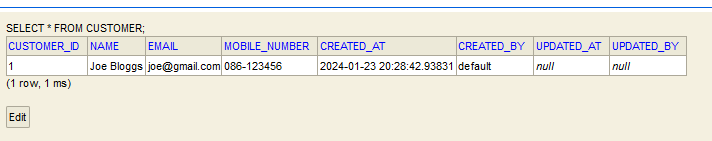 SELECT * FROM CUSTOMER;
CUSTOMER_ID NAME EMAIL MOBILE_NUMBER CREATED_AT CREATED_BY UPDATED_AT UPDATED_BY
1 Joe Bloggs joe@gmail.com 086-123456 2024-01-23 20:28:42.93831 default null null
(1 row, 1 ms)
Edit